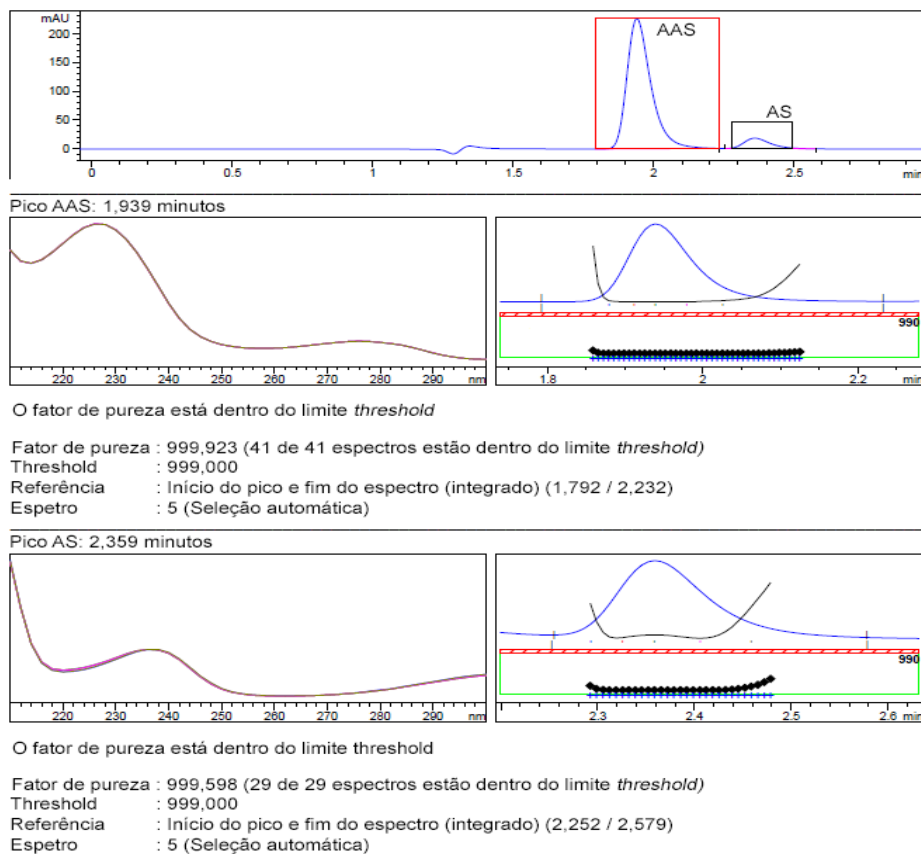 mAU
200
150
100
50
0
AAS
AS
0 0.5 1 1.5 2 2.5 min
Pico AAS: 1,939 minutos
220 230 240 250 260 270 280 290 nm
990
1.8 2 2.2 min
O fator de pureza está dentro do limite threshold
Fator de pureza : 999,923 (41 de 41 espectros estão dentro do limite threshold)
Threshold : 999,000
Referência : Início do pico e fim do espectro (integrado) (1,792 / 2,232)
Espetro : 5 (Seleção automática)
Pico AS: 2,359 minutos
220 230 240 250 260 270 280 290 nm
990
2.3 2.4 2.5 2.6 min
O fator de pureza está dentro do limite threshold
Fator de pureza : 999,598 (29 de 29 espectros estão dentro do limite threshold)
Threshold : 999,000
Referência : Início do pico e fim do espectro (integrado) (2,252 / 2,579)
Espetro : 5 (Seleção automática)